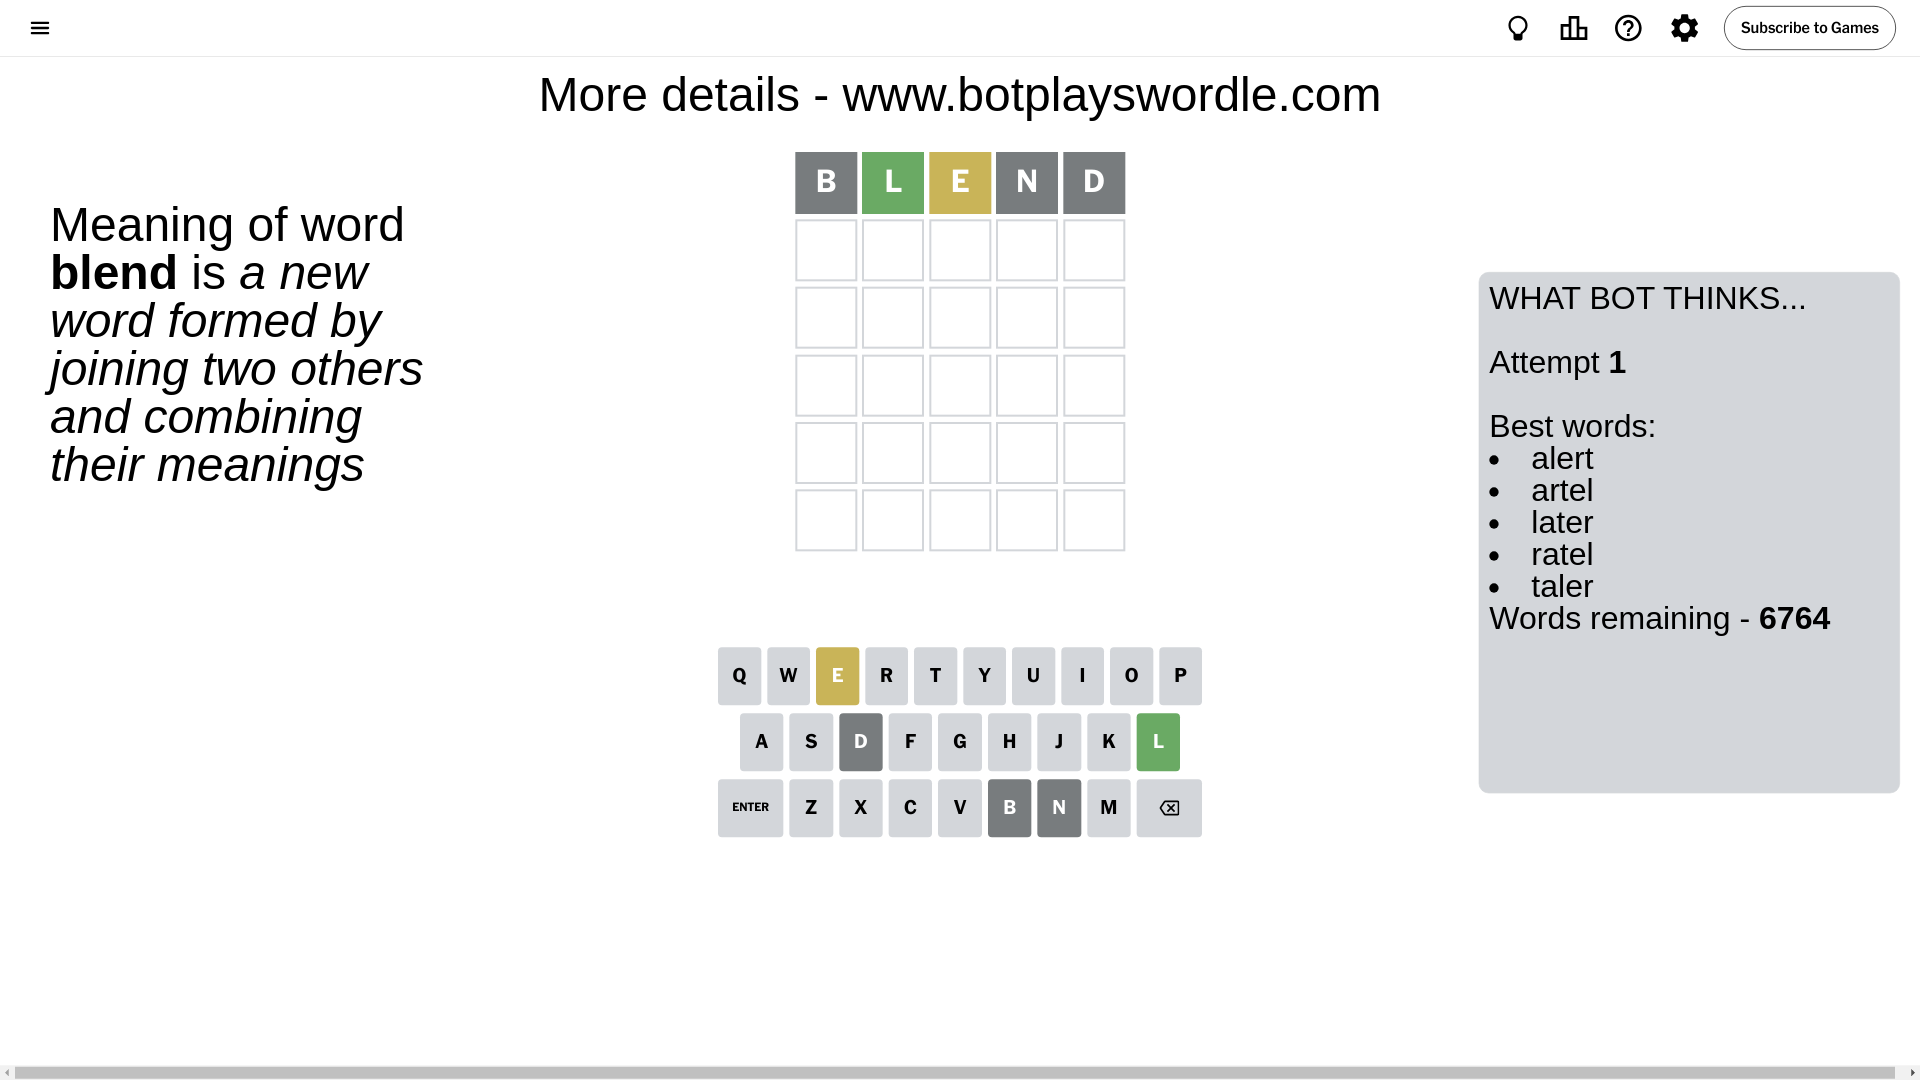 Subscribe to Games
More details - www.botplayswordle.com
Meaning of word
blend is a new
word formed by
joining two others
and combining
their meanings
B L E N D
WHAT BOT THINKS...
Attempt 1
Best words:
• alert
• artel
• later
• ratel
• taler
Words remaining - 6764
Q W E R T Y U I O P
A S D F G H J K L
ENTER Z X C V B N M